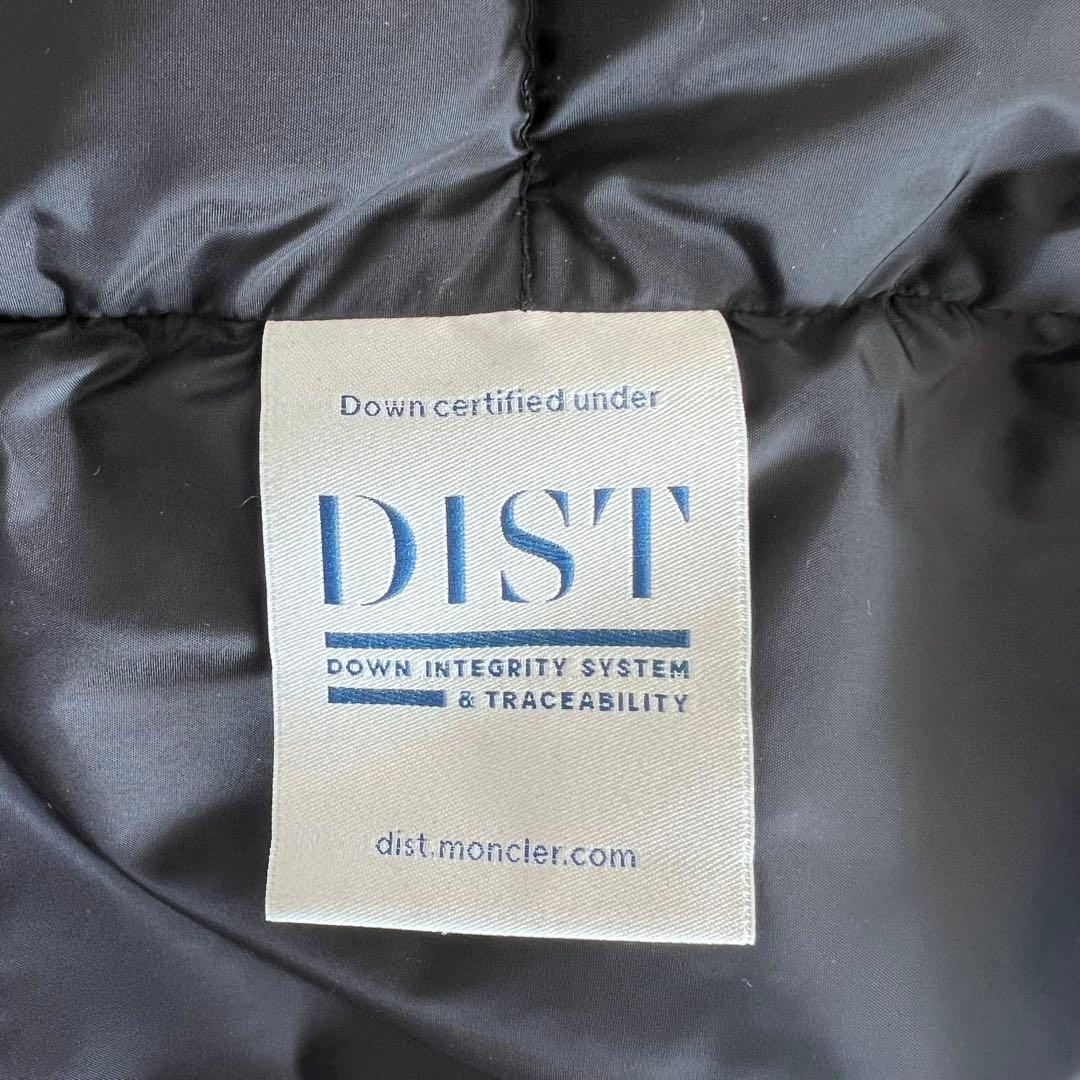 Down certified under
DIST
DOWN INTEGRITY SYSTEM
& TRACEABILITY
dist.moncler.com